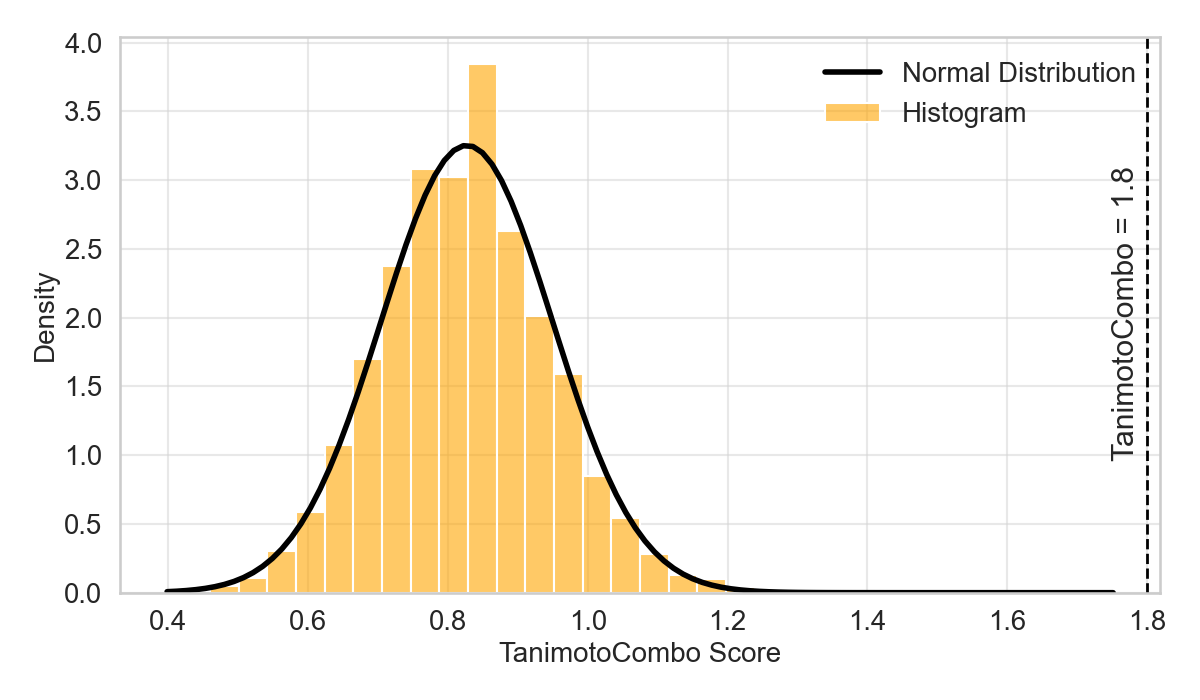 4.0
3.5
3.0
2.5
2.0
1.5
1.0
0.5
0.0
Density
Normal Distribution
Histogram
TanimotoCombo = 1.8
0.4 0.6 0.8 1.0 1.2 1.4 1.6 1.8
TanimotoCombo Score